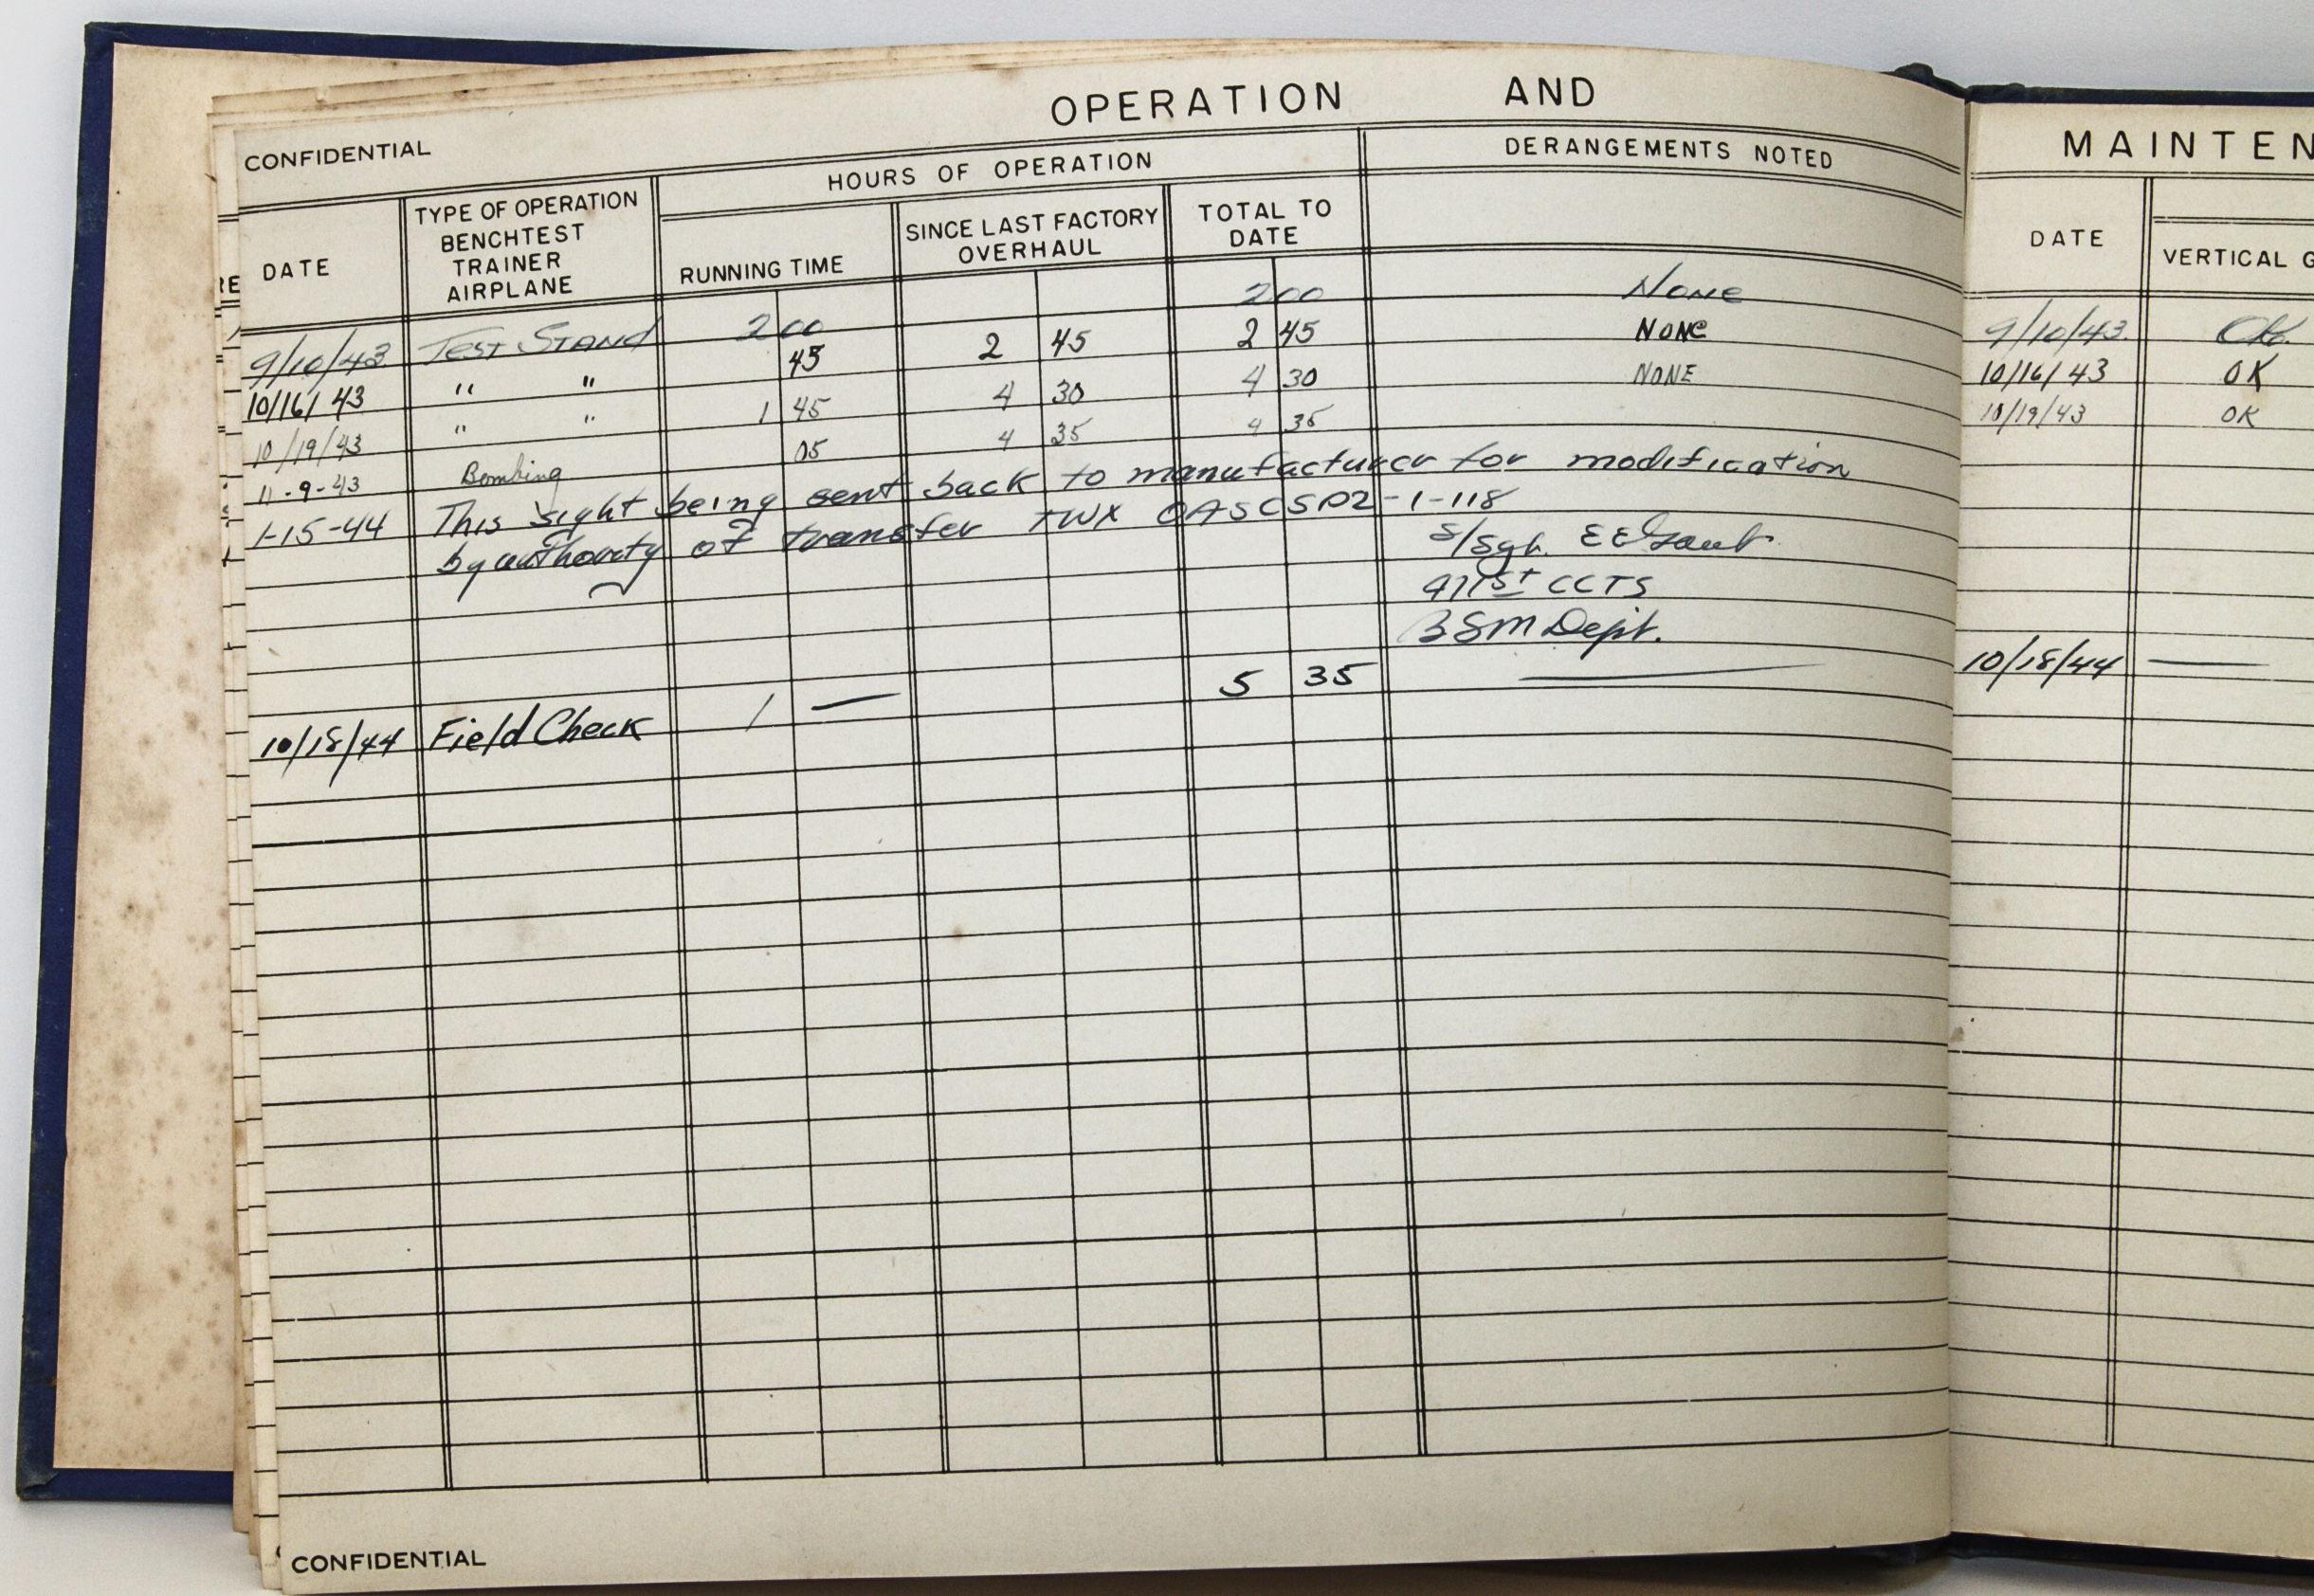 OPERATION AND
CONFIDENTIAL
HOURS OF OPERATION
DERANGEMENTS NOTED
DATE
TYPE OF OPERATION
BENCHTEST
TRAINER
AIRPLANE
RUNNING TIME
SINCE LAST FACTORY
OVERHAUL
TOTAL TO
DATE
9/10/43 TEST STAND 2 00 2 00 NONE
10/16/43 " " 45 2 45 2 45 NONE
10/19/43 " " 1 45 4 30 4 30 NONE
11-9-43 Bombing 05 4 35 4 35
1-15-44 This sight being sent back to manufacturer for modification
by authority of transfer TWX -1-118
S/Sgt. E E
471st CCTS
BSM Dept.
10/18/44 Field Check 1 — 5 35 —
CONFIDENTIAL
RE
MAINTEN
DATE
VERTICAL G
9/10/43 Ok.
10/16/43 OK
10/19/43 OK
10/18/44 —